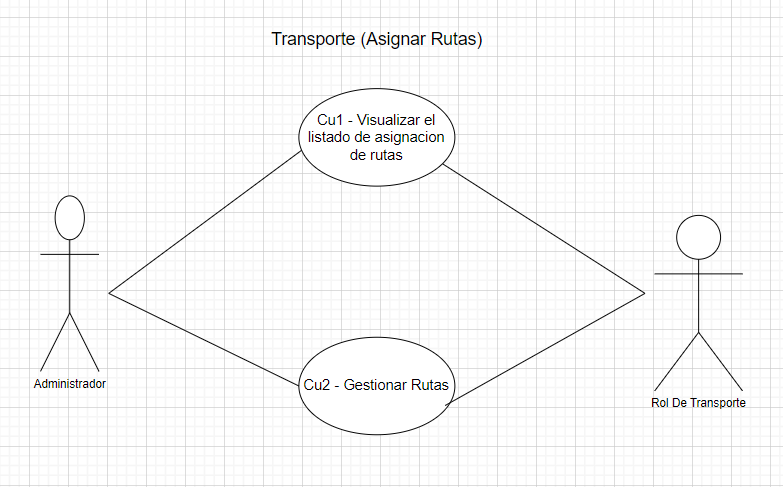 Transporte (Asignar Rutas)
Cu1 - Visualizar el
listado de asignacion
de rutas
Cu2 - Gestionar Rutas
Administrador
Rol De Transporte